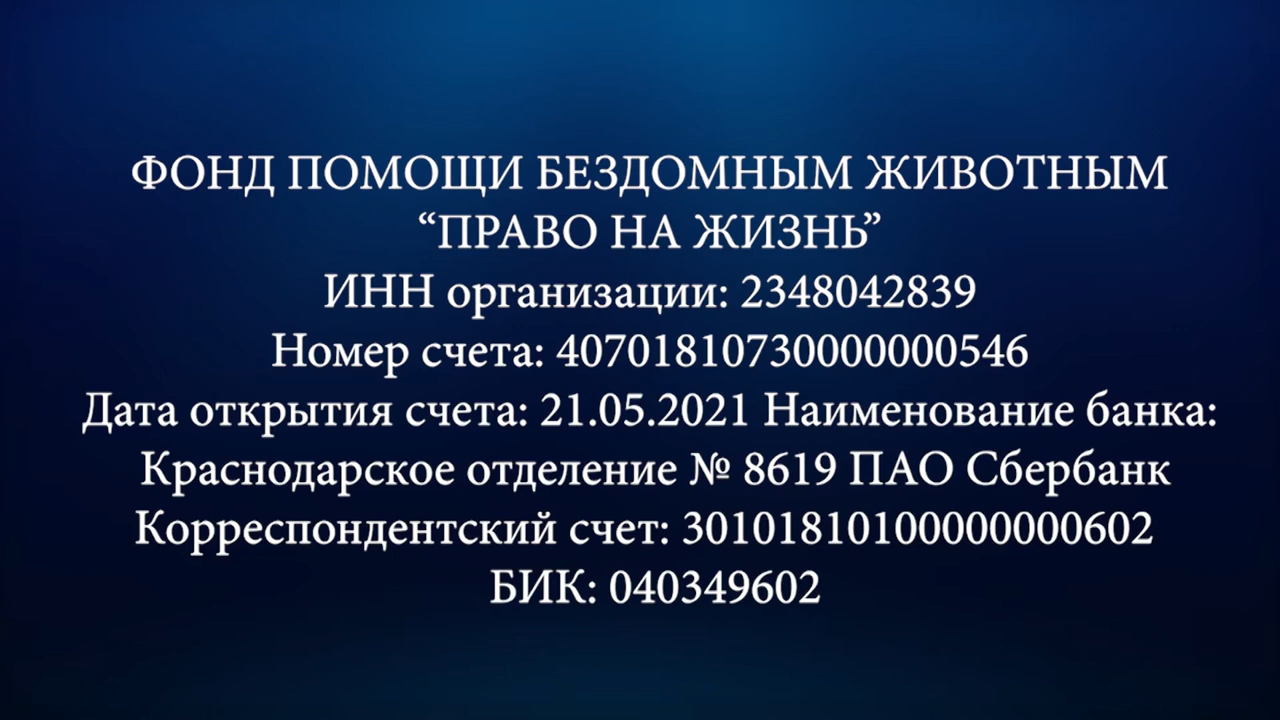 ФОНД ПОМОЩИ БЕЗДОМНЫМ ЖИВОТНЫМ
“ПРАВО НА ЖИЗНЬ”
ИНН организации: 2348042839
Номер счета: 40701810730000000546
Дата открытия счета: 21.05.2021 Наименование банка:
Краснодарское отделение № 8619 ПАО Сбербанк
Корреспондентский счет: 30101810100000000602
БИК: 040349602